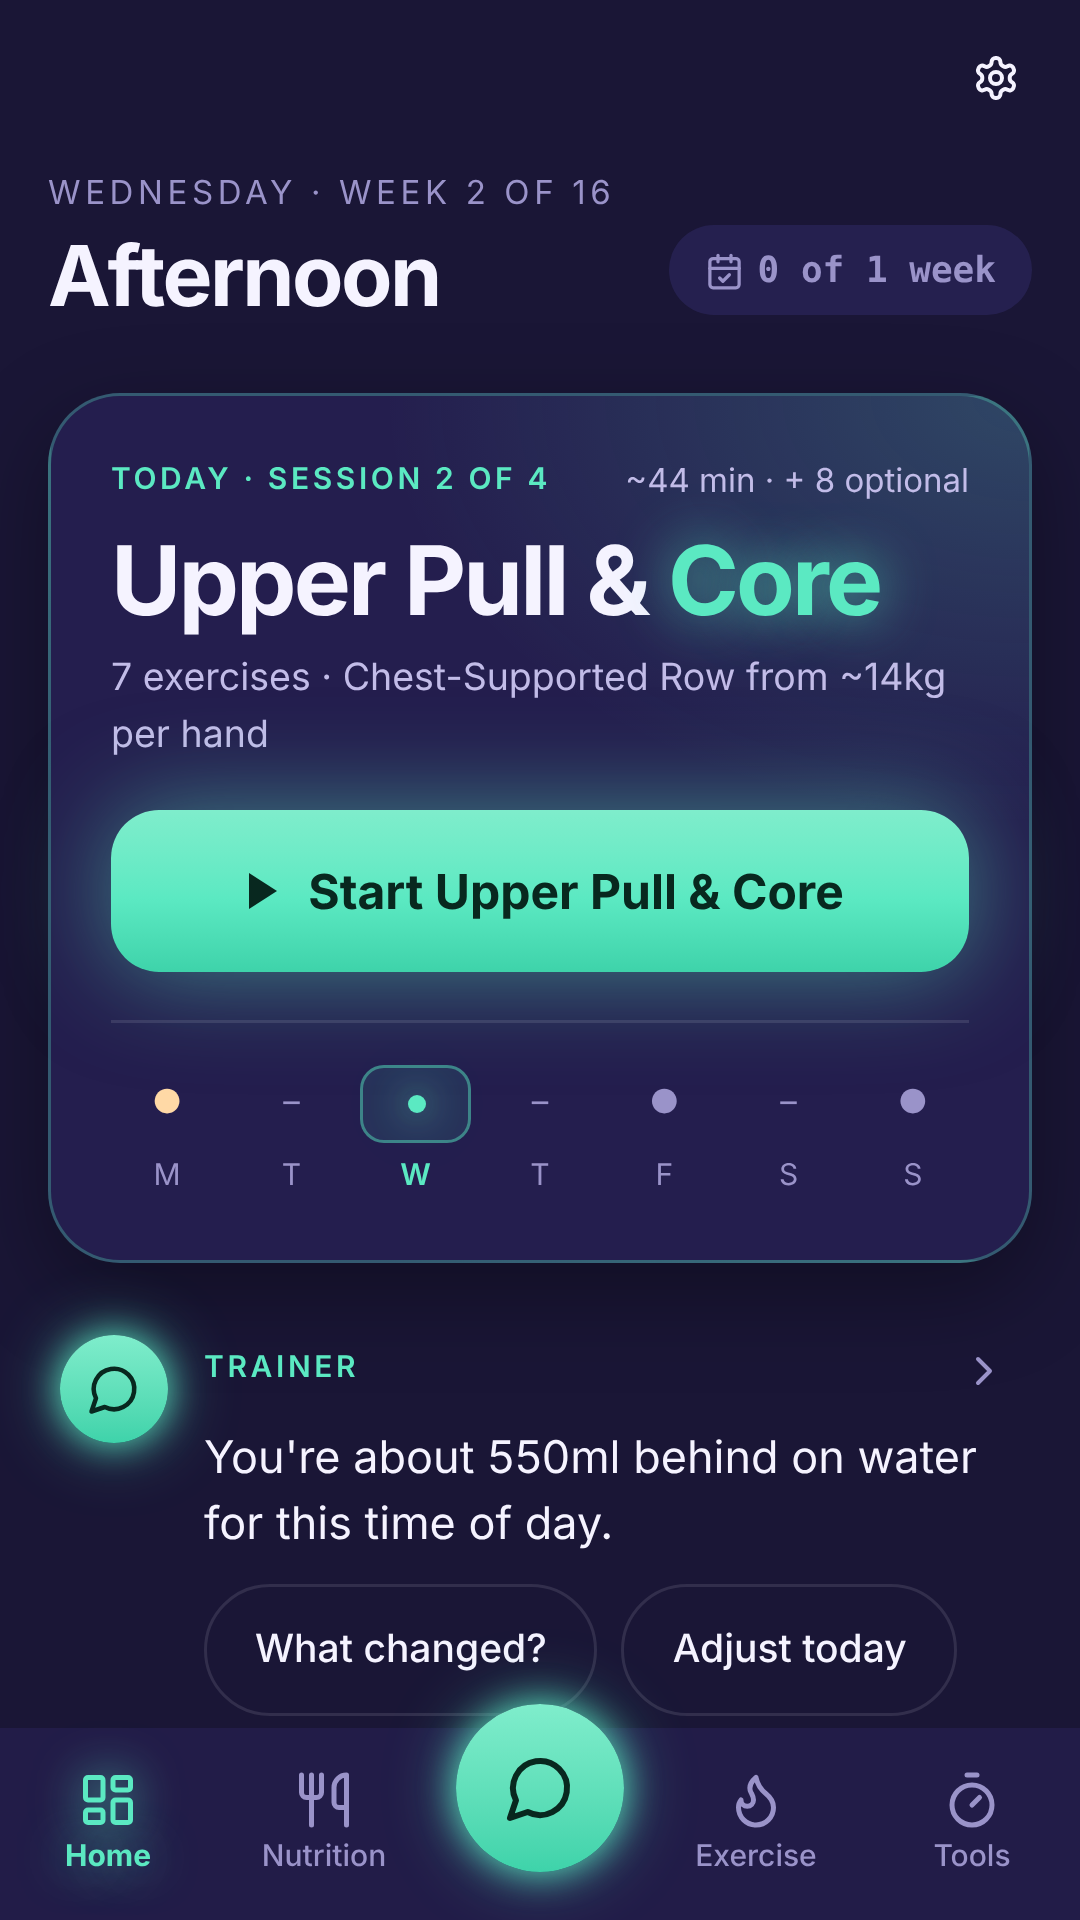 WEDNESDAY · WEEK 2 OF 16
Afternoon
0 of 1 week
TODAY · SESSION 2 OF 4
~44 min · + 8 optional
Upper Pull & Core
7 exercises · Chest-Supported Row from ~14kg
per hand
Start Upper Pull & Core
M T W T F S S
TRAINER
You're about 550ml behind on water
for this time of day.
What changed? Adjust today
Home Nutrition Exercise Tools